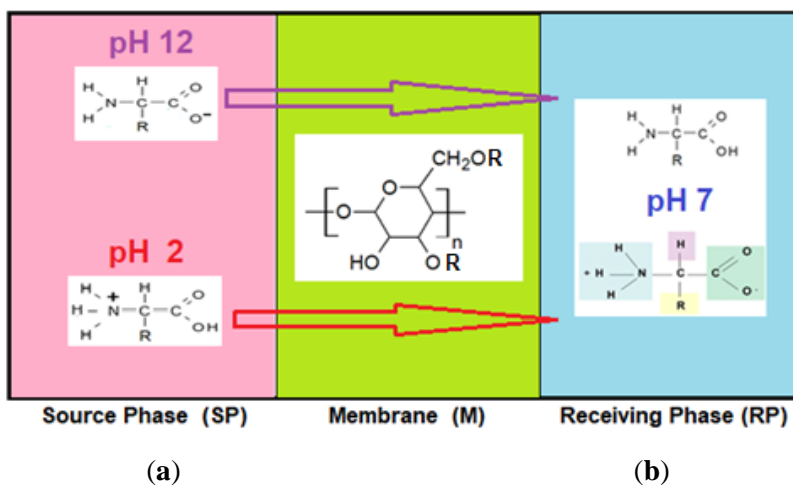 pH 12
H
H
N
C
H
R
C
O
O–
pH 2
H
H
H
N
+
C
H
R
C
O
OH
CH₂OR
O
O
n
HO
OR
H
H
N
H
C
R
C
O
OH
pH 7
H
+ H
H
N
H
C
R
C
O
O-
Source Phase (SP) Membrane (M) Receiving Phase (RP)
(a) (b)